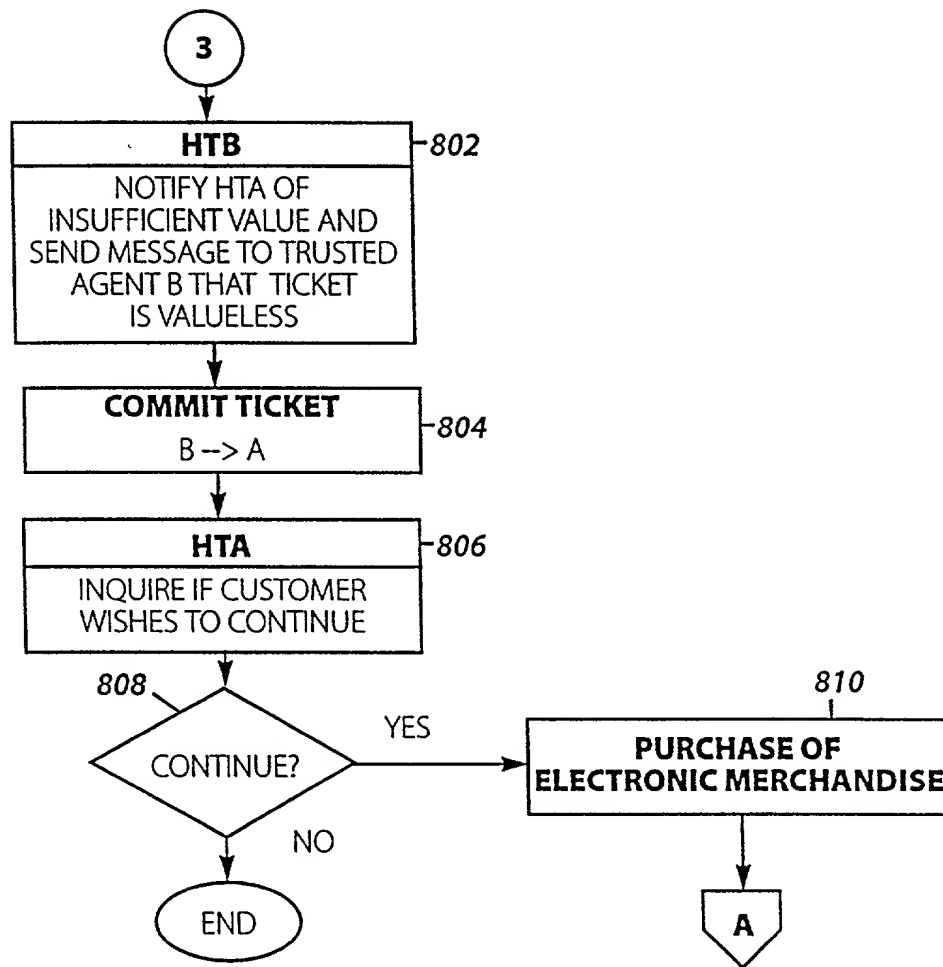 3
HTB
802
NOTIFY HTA OF
INSUFFICIENT VALUE AND
SEND MESSAGE TO TRUSTED
AGENT B THAT TICKET
IS VALUELESS
COMMIT TICKET
B --> A
804
HTA
806
INQUIRE IF CUSTOMER
WISHES TO CONTINUE
808
CONTINUE?
YES
NO
END
810
PURCHASE OF
ELECTRONIC MERCHANDISE
A